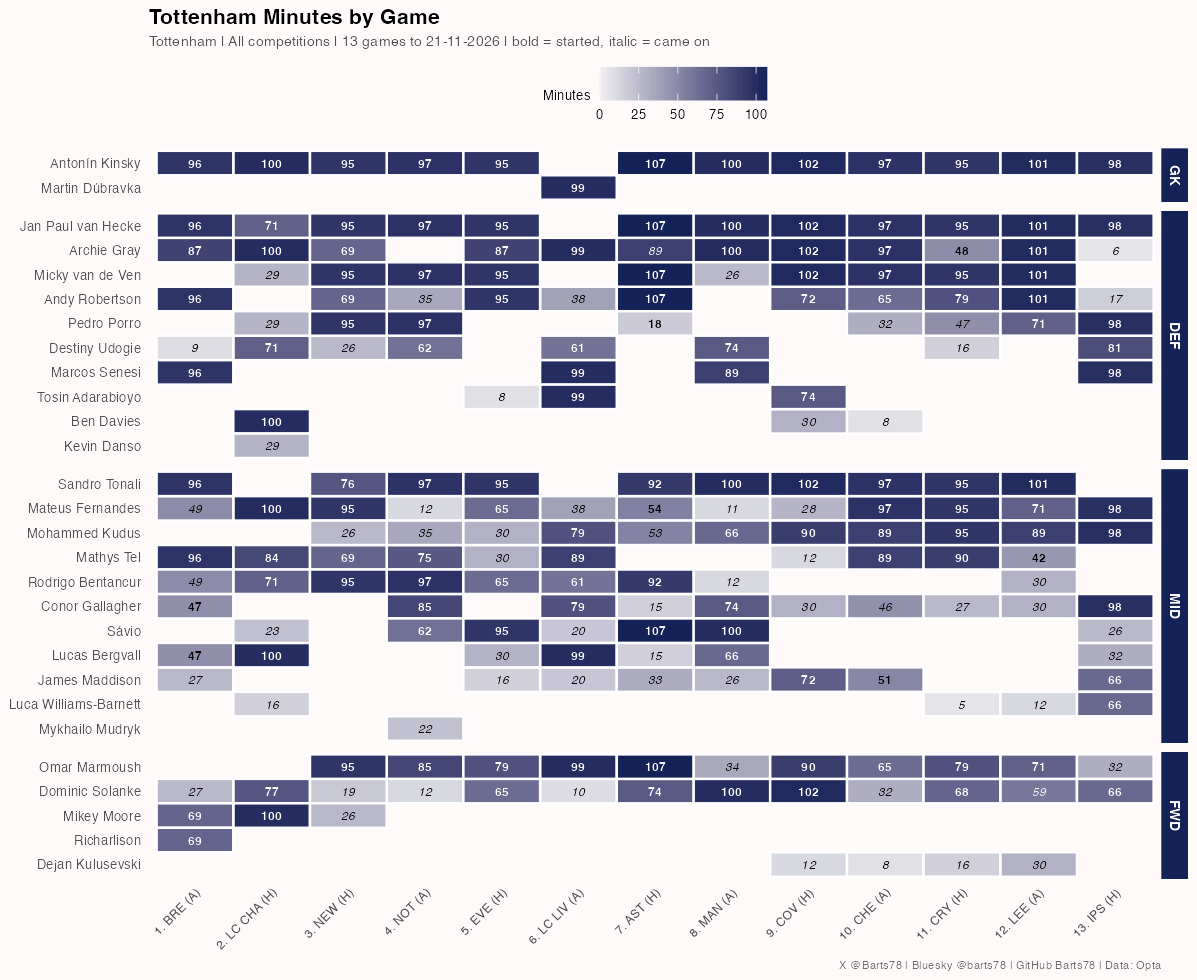 Tottenham Minutes by Game
Tottenham | All competitions | 13 games to 21-11-2026 | bold = started, italic = came on
Minutes
0 25 50 75 100
Antonín Kinsky 96 100 95 97 95 107 100 102 97 95 101 98
Martin Dúbravka 99
GK
Jan Paul van Hecke 96 71 95 97 95 107 100 102 97 95 101 98
Archie Gray 87 100 69 87 99 89 100 102 97 48 101 6
Micky van de Ven 29 95 97 95 107 26 102 97 95 101
Andy Robertson 96 69 35 95 38 107 72 65 79 101 17
Pedro Porro 29 95 97 18 32 47 71 98
Destiny Udogie 9 71 26 62 61 74 16 81
Marcos Senesi 96 99 89 98
Tosin Adarabioyo 8 99 74
Ben Davies 100 30 8
Kevin Danso 29
DEF
Sandro Tonali 96 76 97 95 92 100 102 97 95 101
Mateus Fernandes 49 100 95 12 65 38 54 11 28 97 95 71 98
Mohammed Kudus 26 35 30 79 53 66 90 89 95 89 98
Mathys Tel 96 84 69 75 30 89 12 89 90 42
Rodrigo Bentancur 49 71 95 97 65 61 92 12 30
Conor Gallagher 47 85 79 15 74 30 46 27 30 98
Sávio 23 62 95 20 107 100 26
Lucas Bergvall 47 100 30 99 15 66 32
James Maddison 27 16 20 33 26 72 51 66
Luca Williams-Barnett 16 5 12 66
Mykhailo Mudryk 22
MID
Omar Marmoush 95 85 79 99 107 34 90 65 79 71 32
Dominic Solanke 27 77 19 12 65 10 74 100 102 32 68 59 66
Mikey Moore 69 100 26
Richarlison 69
Dejan Kulusevski 12 8 16 30
FWD
1. BRE (A)
2. LC CHA (H)
3. NEW (H)
4. NOT (A)
5. EVE (H)
6. LC LIV (A)
7. AST (H)
8. MAN (A)
9. COV (H)
10. CHE (A)
11. CRY (H)
12. LEE (A)
13. IPS (H)
X @Barts78 | Bluesky @barts78 | GitHub Barts78 | Data: Opta